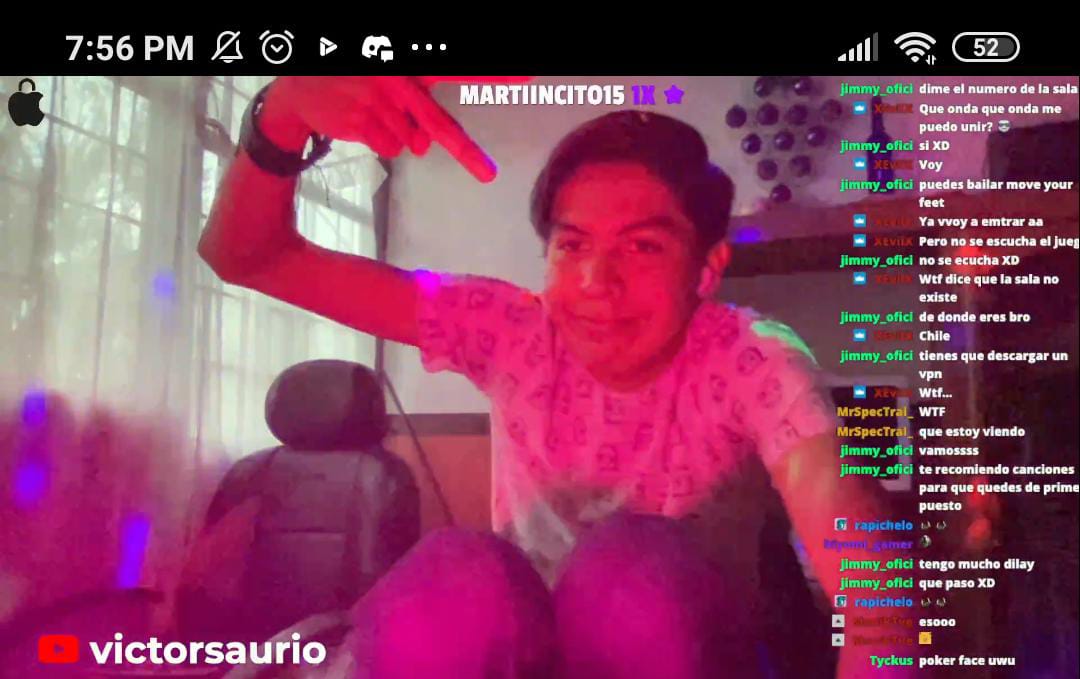 7:56 PM
52
MARTIINCITO15 1X
jimmy_ofici dime el numero de la sala
XEvilX Que onda que onda me
puedo unir?
jimmy_ofici si XD
XEvilX Voy
jimmy_ofici puedes bailar move your
feet
XEvilX Ya vvoy a emtrar aa
XEvilX Pero no se escucha el jueg
jimmy_ofici no se ecucha XD
XEvilX Wtf dice que la sala no
existe
jimmy_ofici de donde eres bro
XEvilX Chile
jimmy_ofici tienes que descargar un
vpn
XEvilX Wtf...
MrSpecTral_ WTF
MrSpecTral_ que estoy viendo
jimmy_ofici vamossss
jimmy_ofici te recomiendo canciones
para que quedes de prime
puesto
rapichelo
jimmy_ofici tengo mucho dilay
jimmy_ofici que paso XD
rapichelo
esooo
Tyckus poker face uwu
victorsaurio